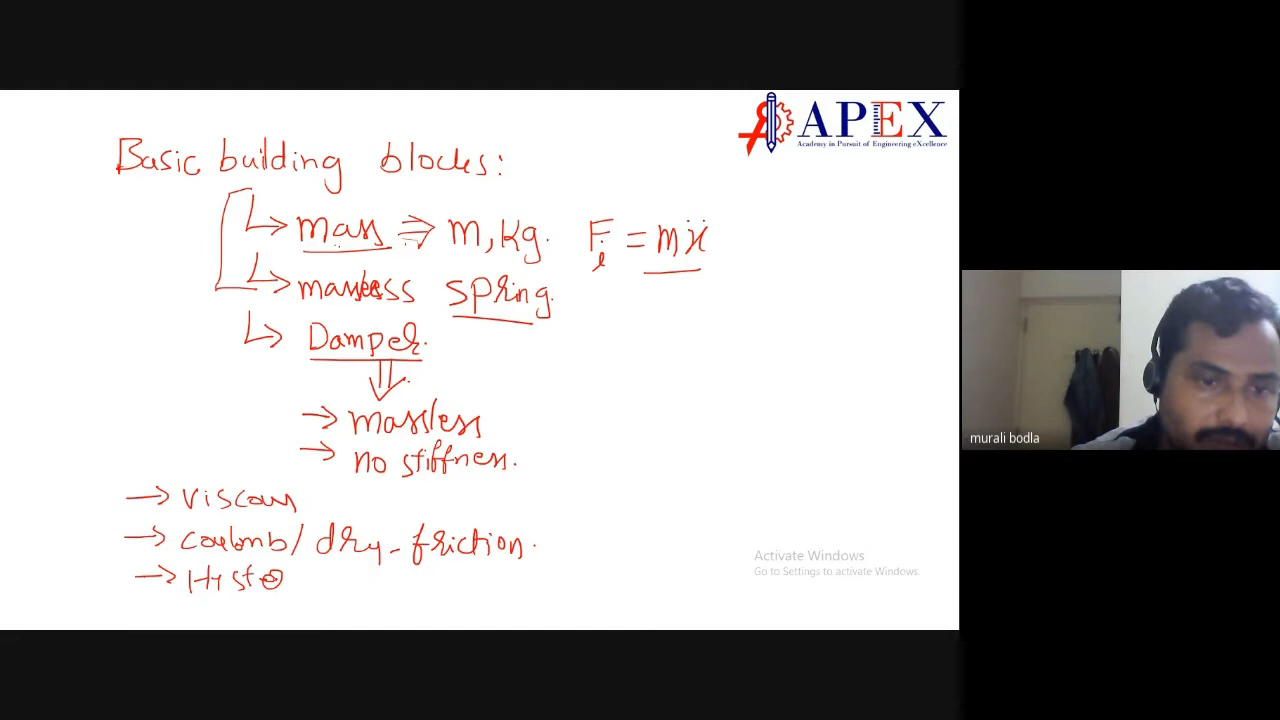 APEX
Academy in Pursuit of Engineering eXcellence
Basic building blocks:
↳ mass ⇒ m, kg. Fᵢ = mẍ
↳ massless spring.
↳ Damper.
→ massless
→ no stiffness.
→ viscous
→ coulomb/dry-friction.
→ Hyste
murali bodla
Activate Windows
Go to Settings to activate Windows.